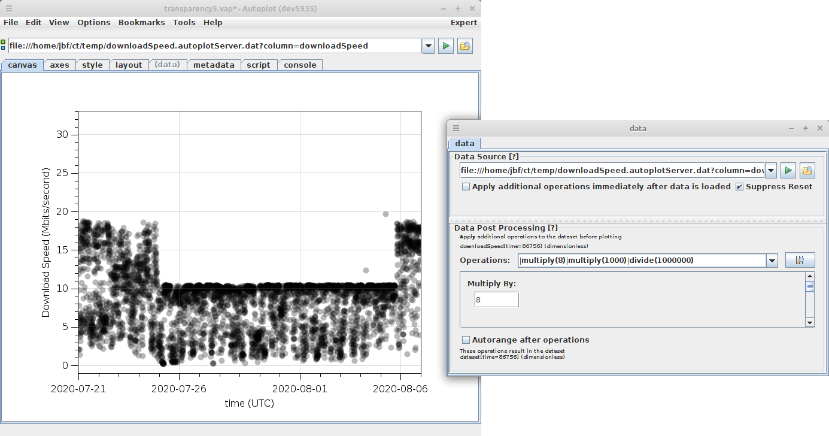 transparency5.vap* - Autoplot (dev5935)
File Edit View Options Bookmarks Tools Help Expert
file:///home/jbf/ct/temp/downloadSpeed.autoplotServer.dat?column=downloadSpeed
canvas axes style layout (data) metadata script console
30
25
20
15
10
5
0
Download Speed (Mbits/second)
2020-07-21 2020-07-26 2020-08-01 2020-08-06
time (UTC)
data
data
Data Source [?]
file:///home/jbf/ct/temp/downloadSpeed.autoplotServer.dat?column=dov
Apply additional operations immediately after data is loaded Suppress Reset
Data Post Processing [?]
Apply additional operations to the dataset before plotting
downloadSpeed[time=86756] (dimensionless)
Operations: |multiply(8)|multiply(1000)|divide(1000000)
Multiply By:
8
Autorange after operations
These operations result in the dataset
dataset[time=86756] (dimensionless)